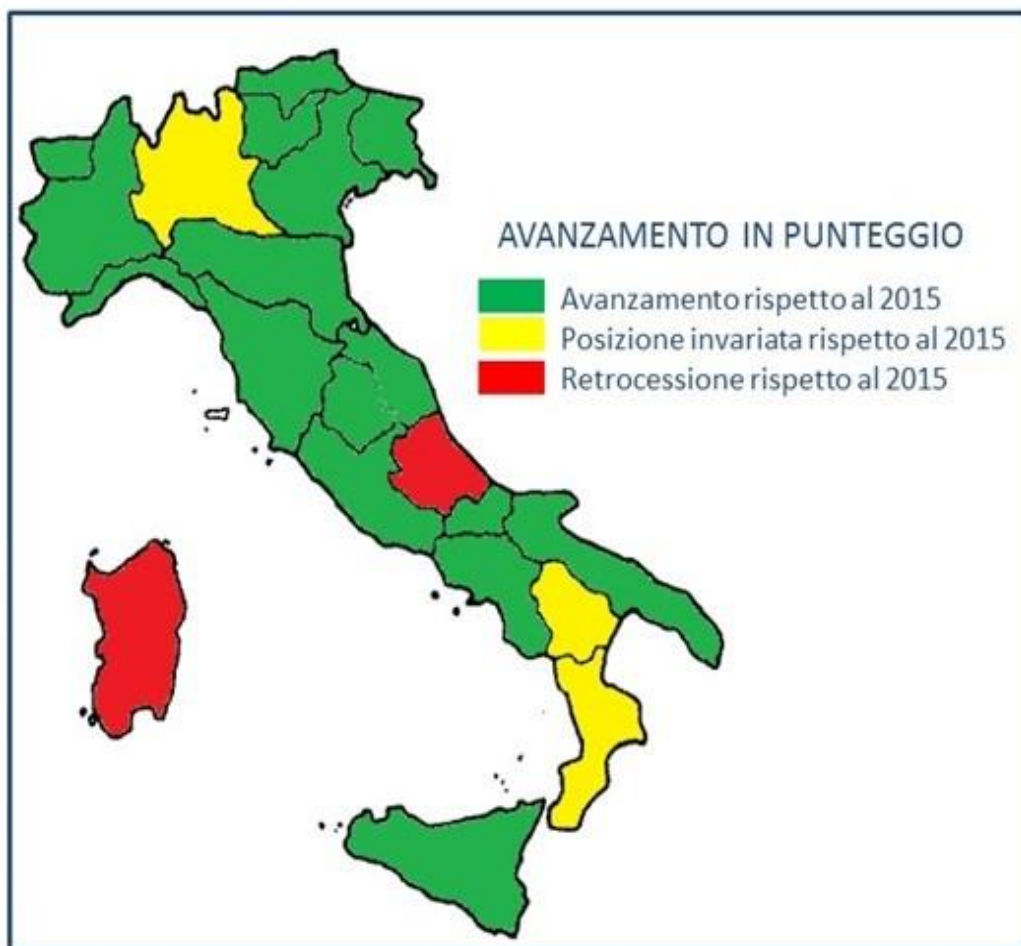 AVANZAMENTO IN PUNTEGGIO
Avanzamento rispetto al 2015
Posizione invariata rispetto al 2015
Retrocessione rispetto al 2015